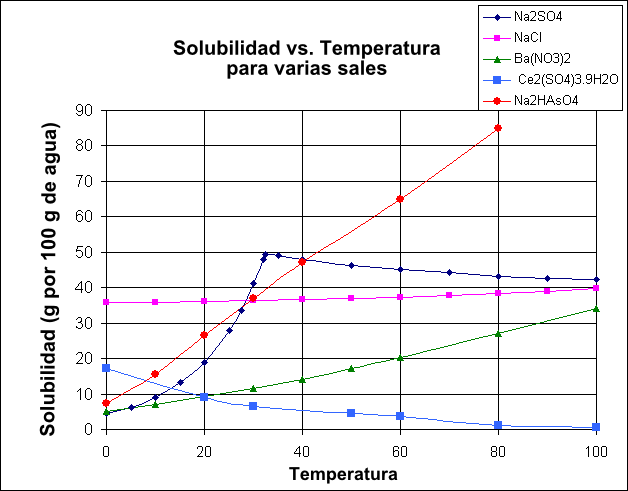 Solubilidad vs. Temperatura
para varias sales
Na2SO4
NaCl
Ba(NO3)2
Ce2(SO4)3.9H2O
Na2HAsO4
Solubilidad (g por 100 g de agua)
90
80
70
60
50
40
30
20
10
0
0 20 40 60 80 100
Temperatura